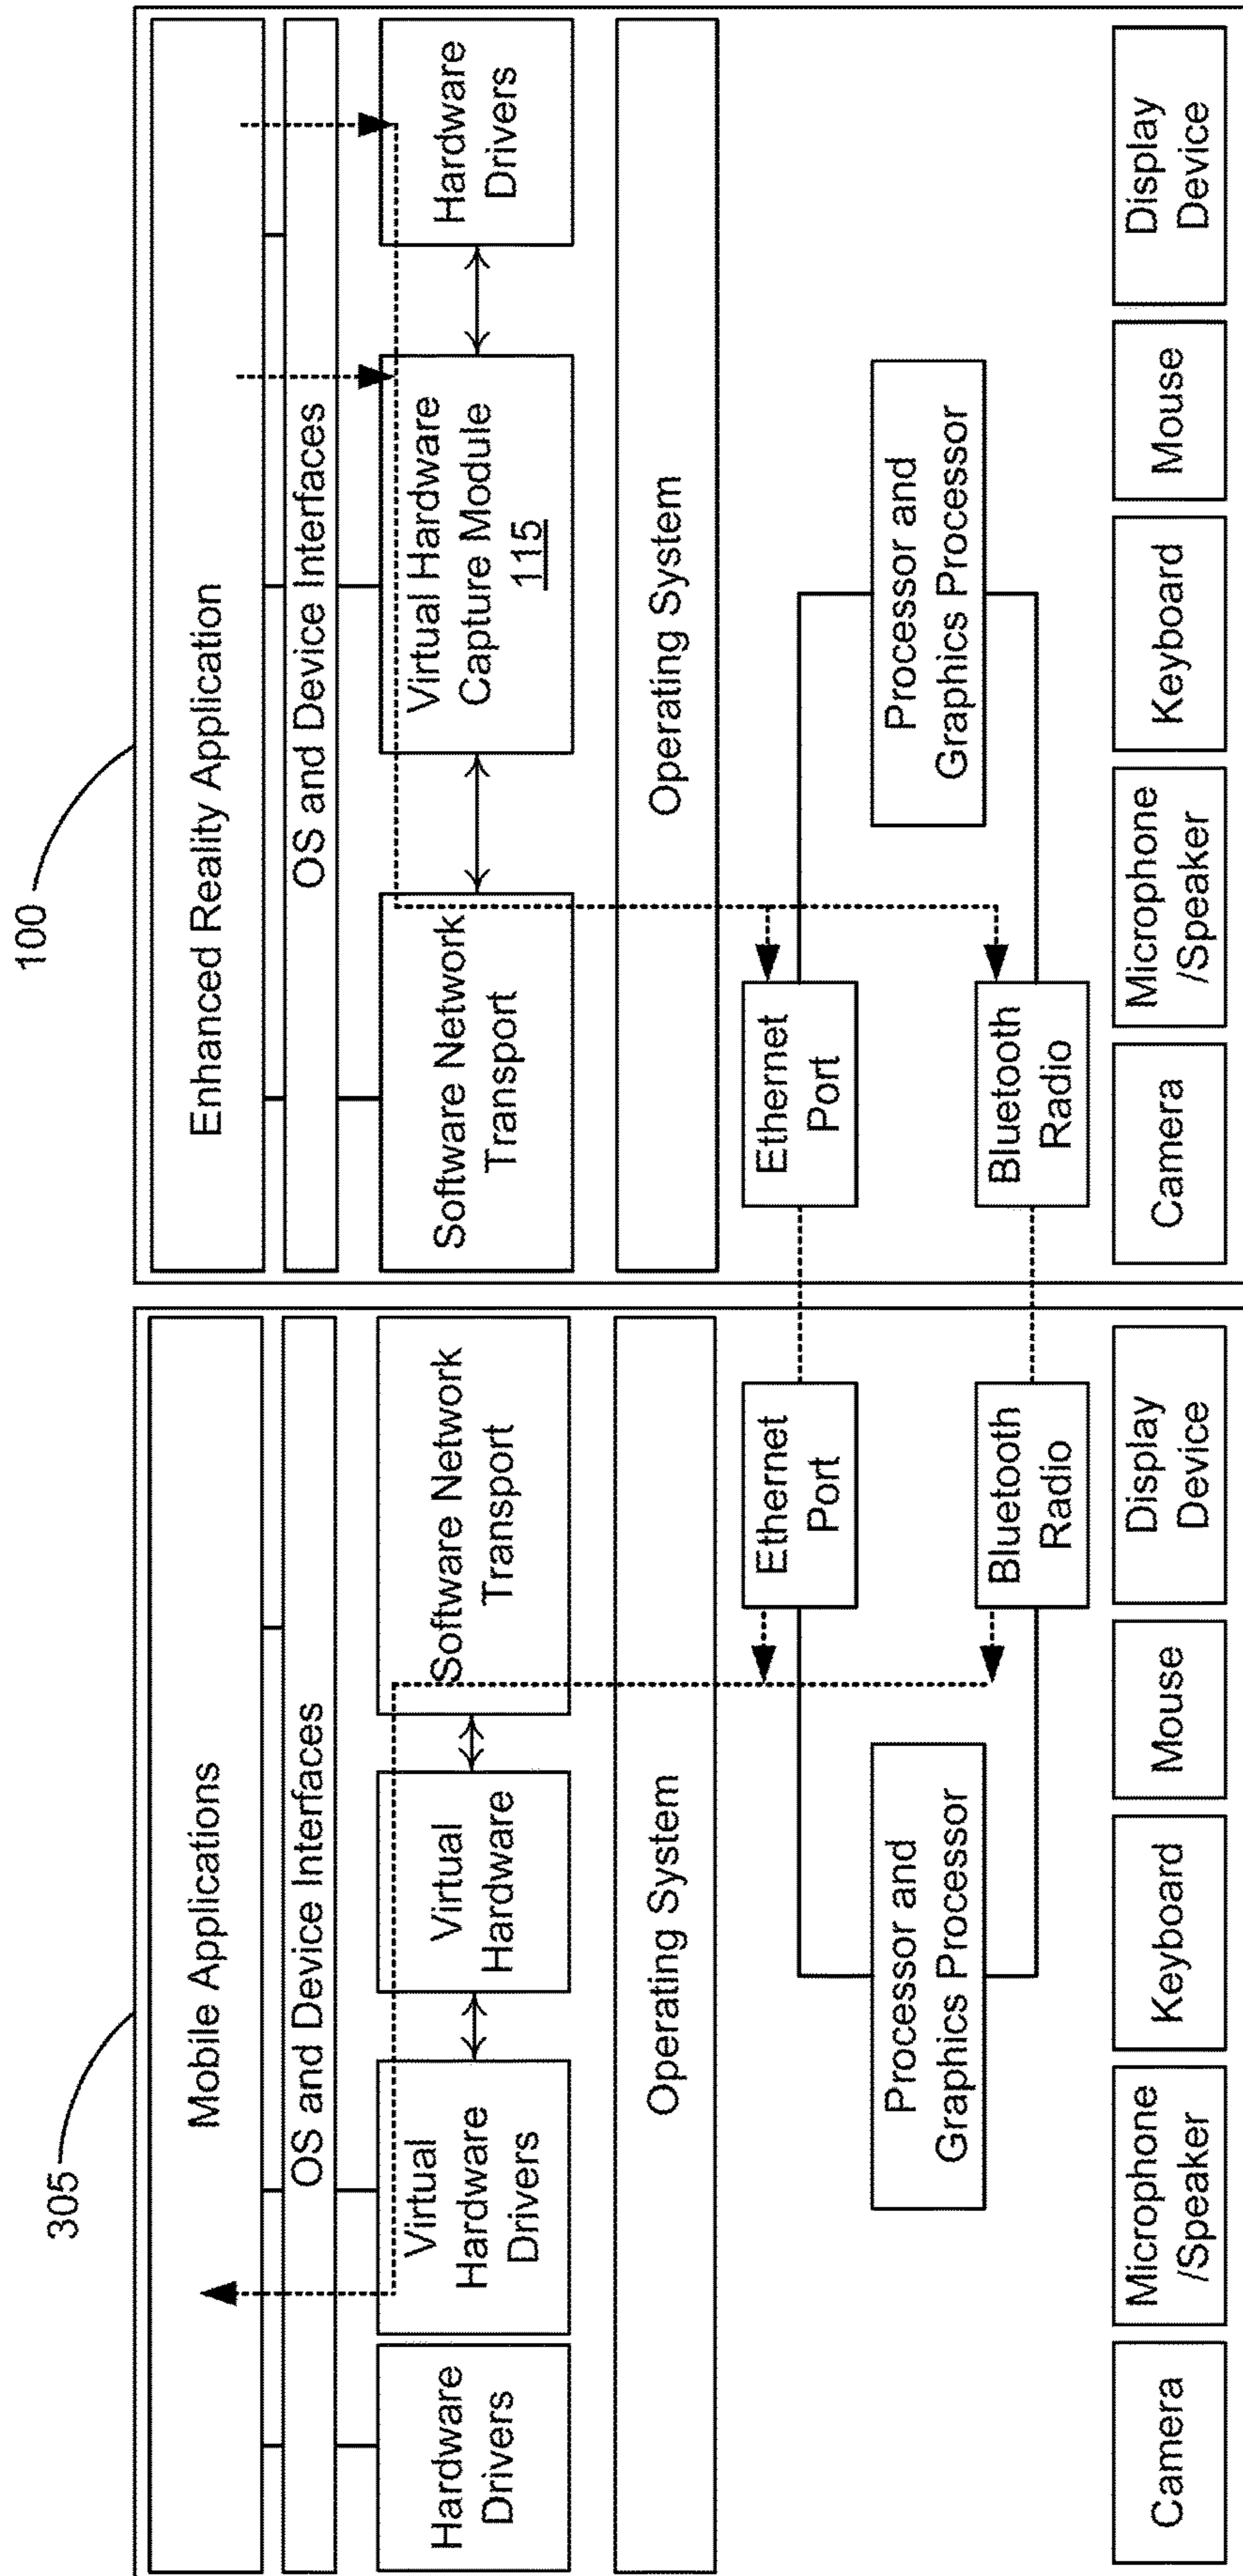 305
Mobile Applications
OS and Device Interfaces
Hardware
Drivers
Virtual
Hardware
Drivers
Virtual
Hardware
Software Network
Transport
Operating System
Processor and
Graphics Processor
Ethernet
Port
Bluetooth
Radio
Camera
Microphone
/Speaker
Keyboard
Mouse
Display
Device
100
Enhanced Reality Application
OS and Device Interfaces
Software Network
Transport
Virtual Hardware
Capture Module
115
Hardware
Drivers
Operating System
Ethernet
Port
Bluetooth
Radio
Processor and
Graphics Processor
Camera
Microphone
/Speaker
Keyboard
Mouse
Display
Device